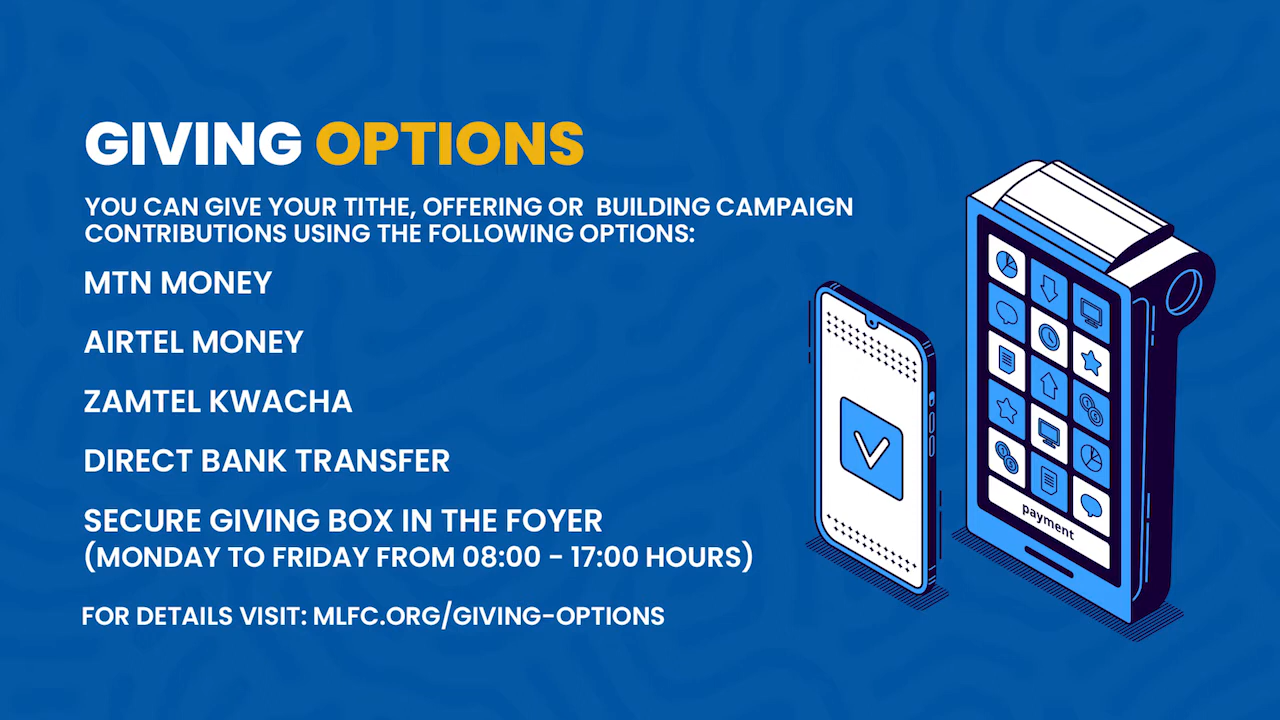 GIVING OPTIONS
YOU CAN GIVE YOUR TITHE, OFFERING OR BUILDING CAMPAIGN
CONTRIBUTIONS USING THE FOLLOWING OPTIONS:
MTN MONEY
AIRTEL MONEY
ZAMTEL KWACHA
DIRECT BANK TRANSFER
SECURE GIVING BOX IN THE FOYER
(MONDAY TO FRIDAY FROM 08:00 - 17:00 HOURS)
FOR DETAILS VISIT: MLFC.ORG/GIVING-OPTIONS
payment